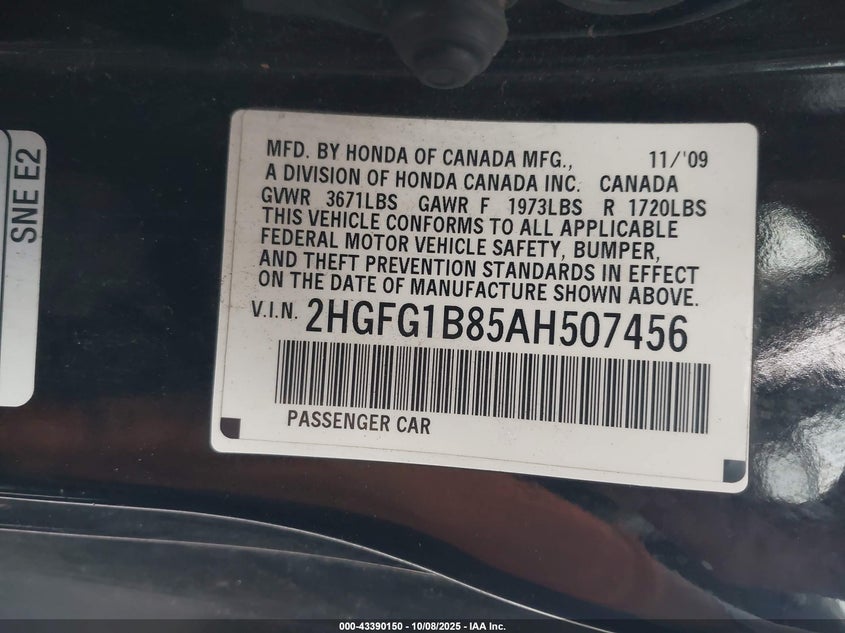 SNE E2
MFD. BY HONDA OF CANADA MFG., 11/'09
A DIVISION OF HONDA CANADA INC. CANADA
GVWR 3671LBS GAWR F 1973LBS R 1720LBS
THIS VEHICLE CONFORMS TO ALL APPLICABLE
FEDERAL MOTOR VEHICLE SAFETY, BUMPER,
AND THEFT PREVENTION STANDARDS IN EFFECT
ON THE DATE OF MANUFACTURE SHOWN ABOVE.
V.I.N. 2HGFG1B85AH507456
PASSENGER CAR
000-43390150 - 10/08/2025 - IAA Inc.